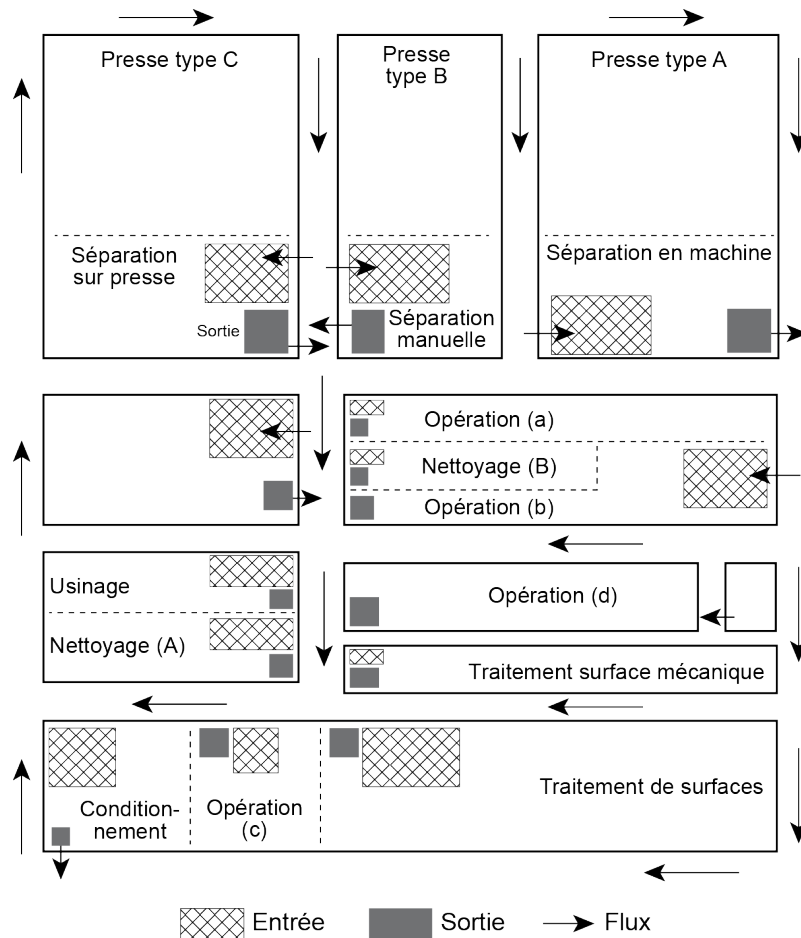 Presse type C
Presse
type B
Presse type A
Séparation
sur presse
Sortie
Séparation
manuelle
Séparation en machine
Opération (a)
Nettoyage (B)
Opération (b)
Usinage
Nettoyage (A)
Opération (d)
Traitement surface mécanique
Condition-
nement
Opération
(c)
Traitement de surfaces
Entrée
Sortie
Flux